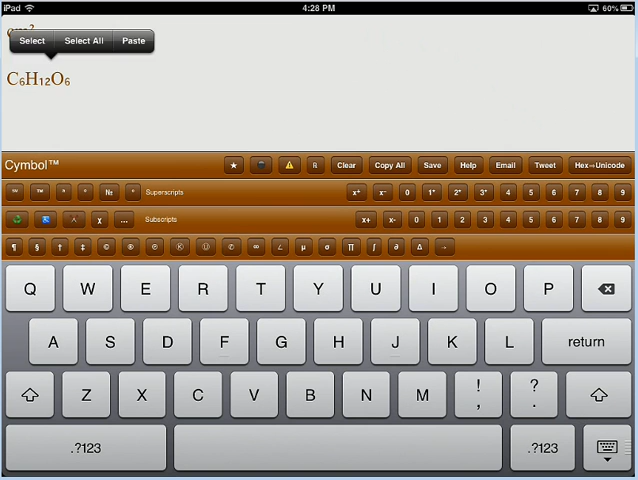 iPad 4:28 PM 60%
Select Select All Paste
C₆H₁₂O₆
Cymbol™ ★ Clear Copy All Save Help Email Tweet Hex⇨Unicode
™ № Superscripts x⁺ x⁻ 0 1⁺ 2⁺ 3⁺ 4 5 6 7 8 9
χ ... Subscripts x+ x- 0 1 2 3 4 5 6 7 8 9
¶ § † ‡ © ® ℗ ∞ ∠ µ σ ∏ ∫ ∂ Δ
Q W E R T Y U I O P
A S D F G H J K L return
Z X C V B N M ! , ? .
.?123 .?123